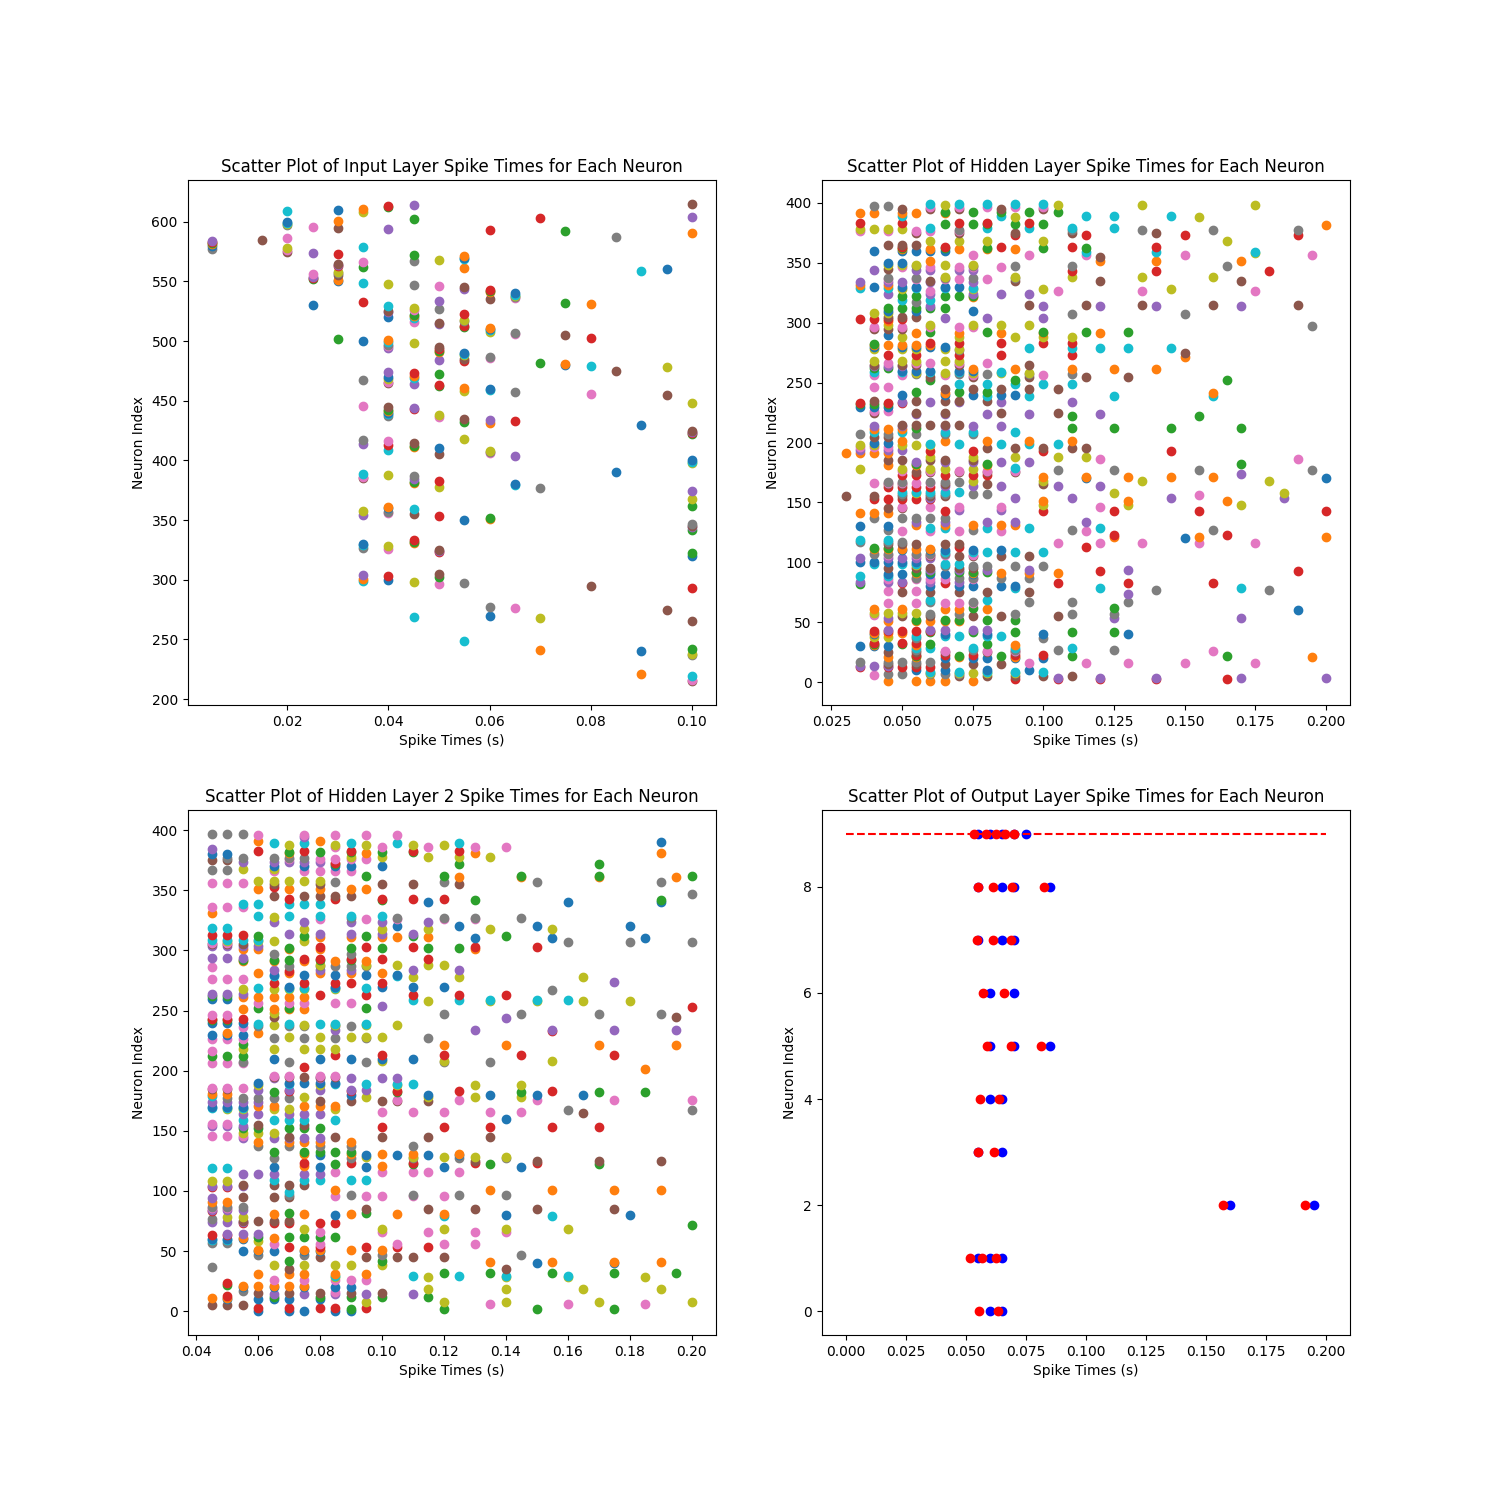 Scatter Plot of Input Layer Spike Times for Each Neuron
600
550
500
450
400
350
300
250
200
Neuron Index
0.02 0.04 0.06 0.08 0.10
Spike Times (s)
Scatter Plot of Hidden Layer Spike Times for Each Neuron
400
350
300
250
200
150
100
50
0
Neuron Index
0.025 0.050 0.075 0.100 0.125 0.150 0.175 0.200
Spike Times (s)
Scatter Plot of Hidden Layer 2 Spike Times for Each Neuron
400
350
300
250
200
150
100
50
0
Neuron Index
0.04 0.06 0.08 0.10 0.12 0.14 0.16 0.18 0.20
Spike Times (s)
Scatter Plot of Output Layer Spike Times for Each Neuron
8
6
4
2
0
Neuron Index
0.000 0.025 0.050 0.075 0.100 0.125 0.150 0.175 0.200
Spike Times (s)